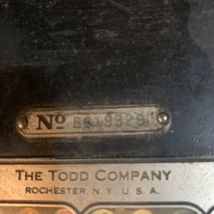 No
THE TODD COMPANY
ROCHESTER, N. Y., U. S. A.